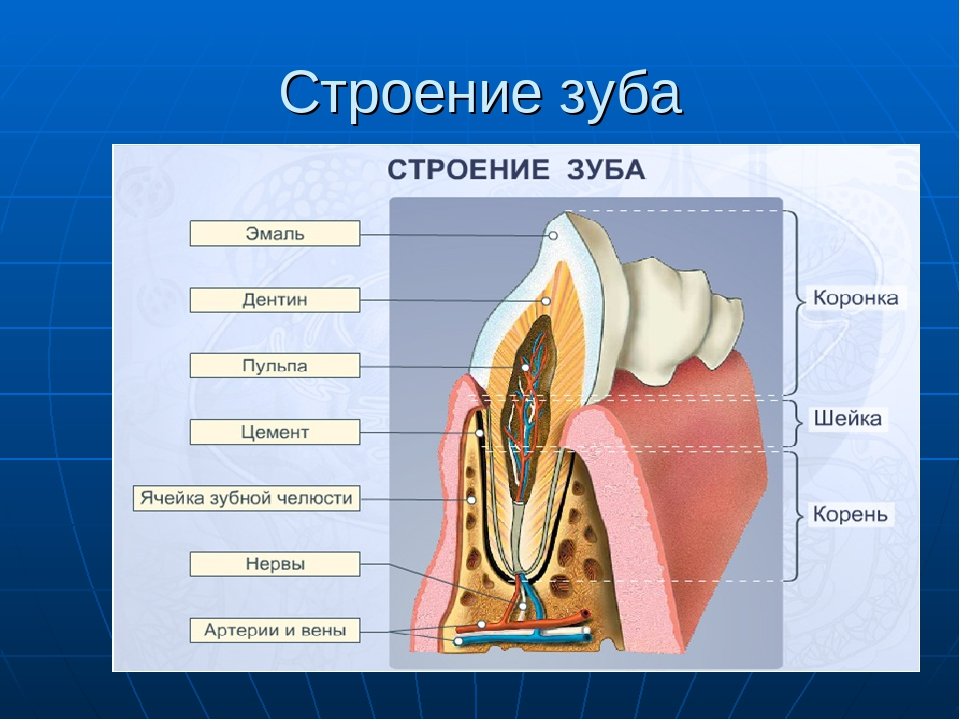 Строение зуба
СТРОЕНИЕ ЗУБА
Эмаль
Дентин
Пульпа
Цемент
Ячейка зубной челюсти
Нервы
Артерии и вены
Коронка
Шейка
Корень